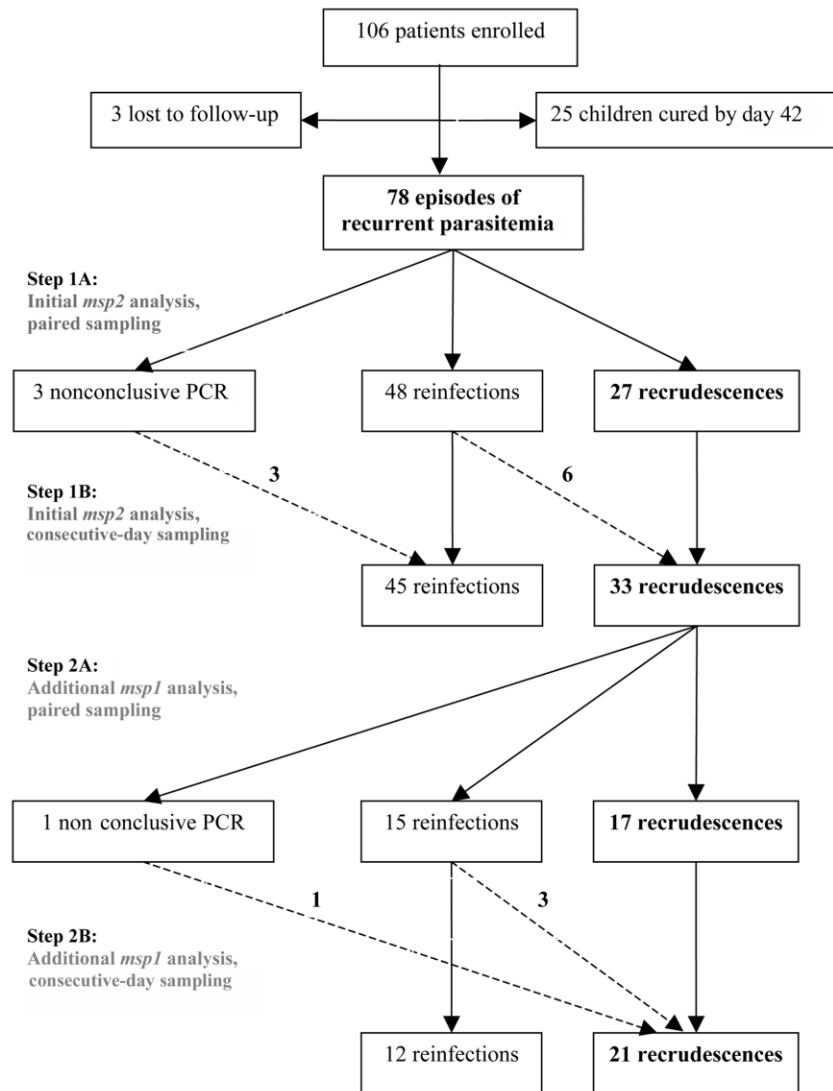 106 patients enrolled
3 lost to follow-up
25 children cured by day 42
78 episodes of
recurrent parasitemia
Step 1A:
Initial msp2 analysis,
paired sampling
3 nonconclusive PCR
48 reinfections
27 recrudescences
3
6
Step 1B:
Initial msp2 analysis,
consecutive-day sampling
45 reinfections
33 recrudescences
Step 2A:
Additional msp1 analysis,
paired sampling
1 non conclusive PCR
15 reinfections
17 recrudescences
1
3
Step 2B:
Additional msp1 analysis,
consecutive-day sampling
12 reinfections
21 recrudescences